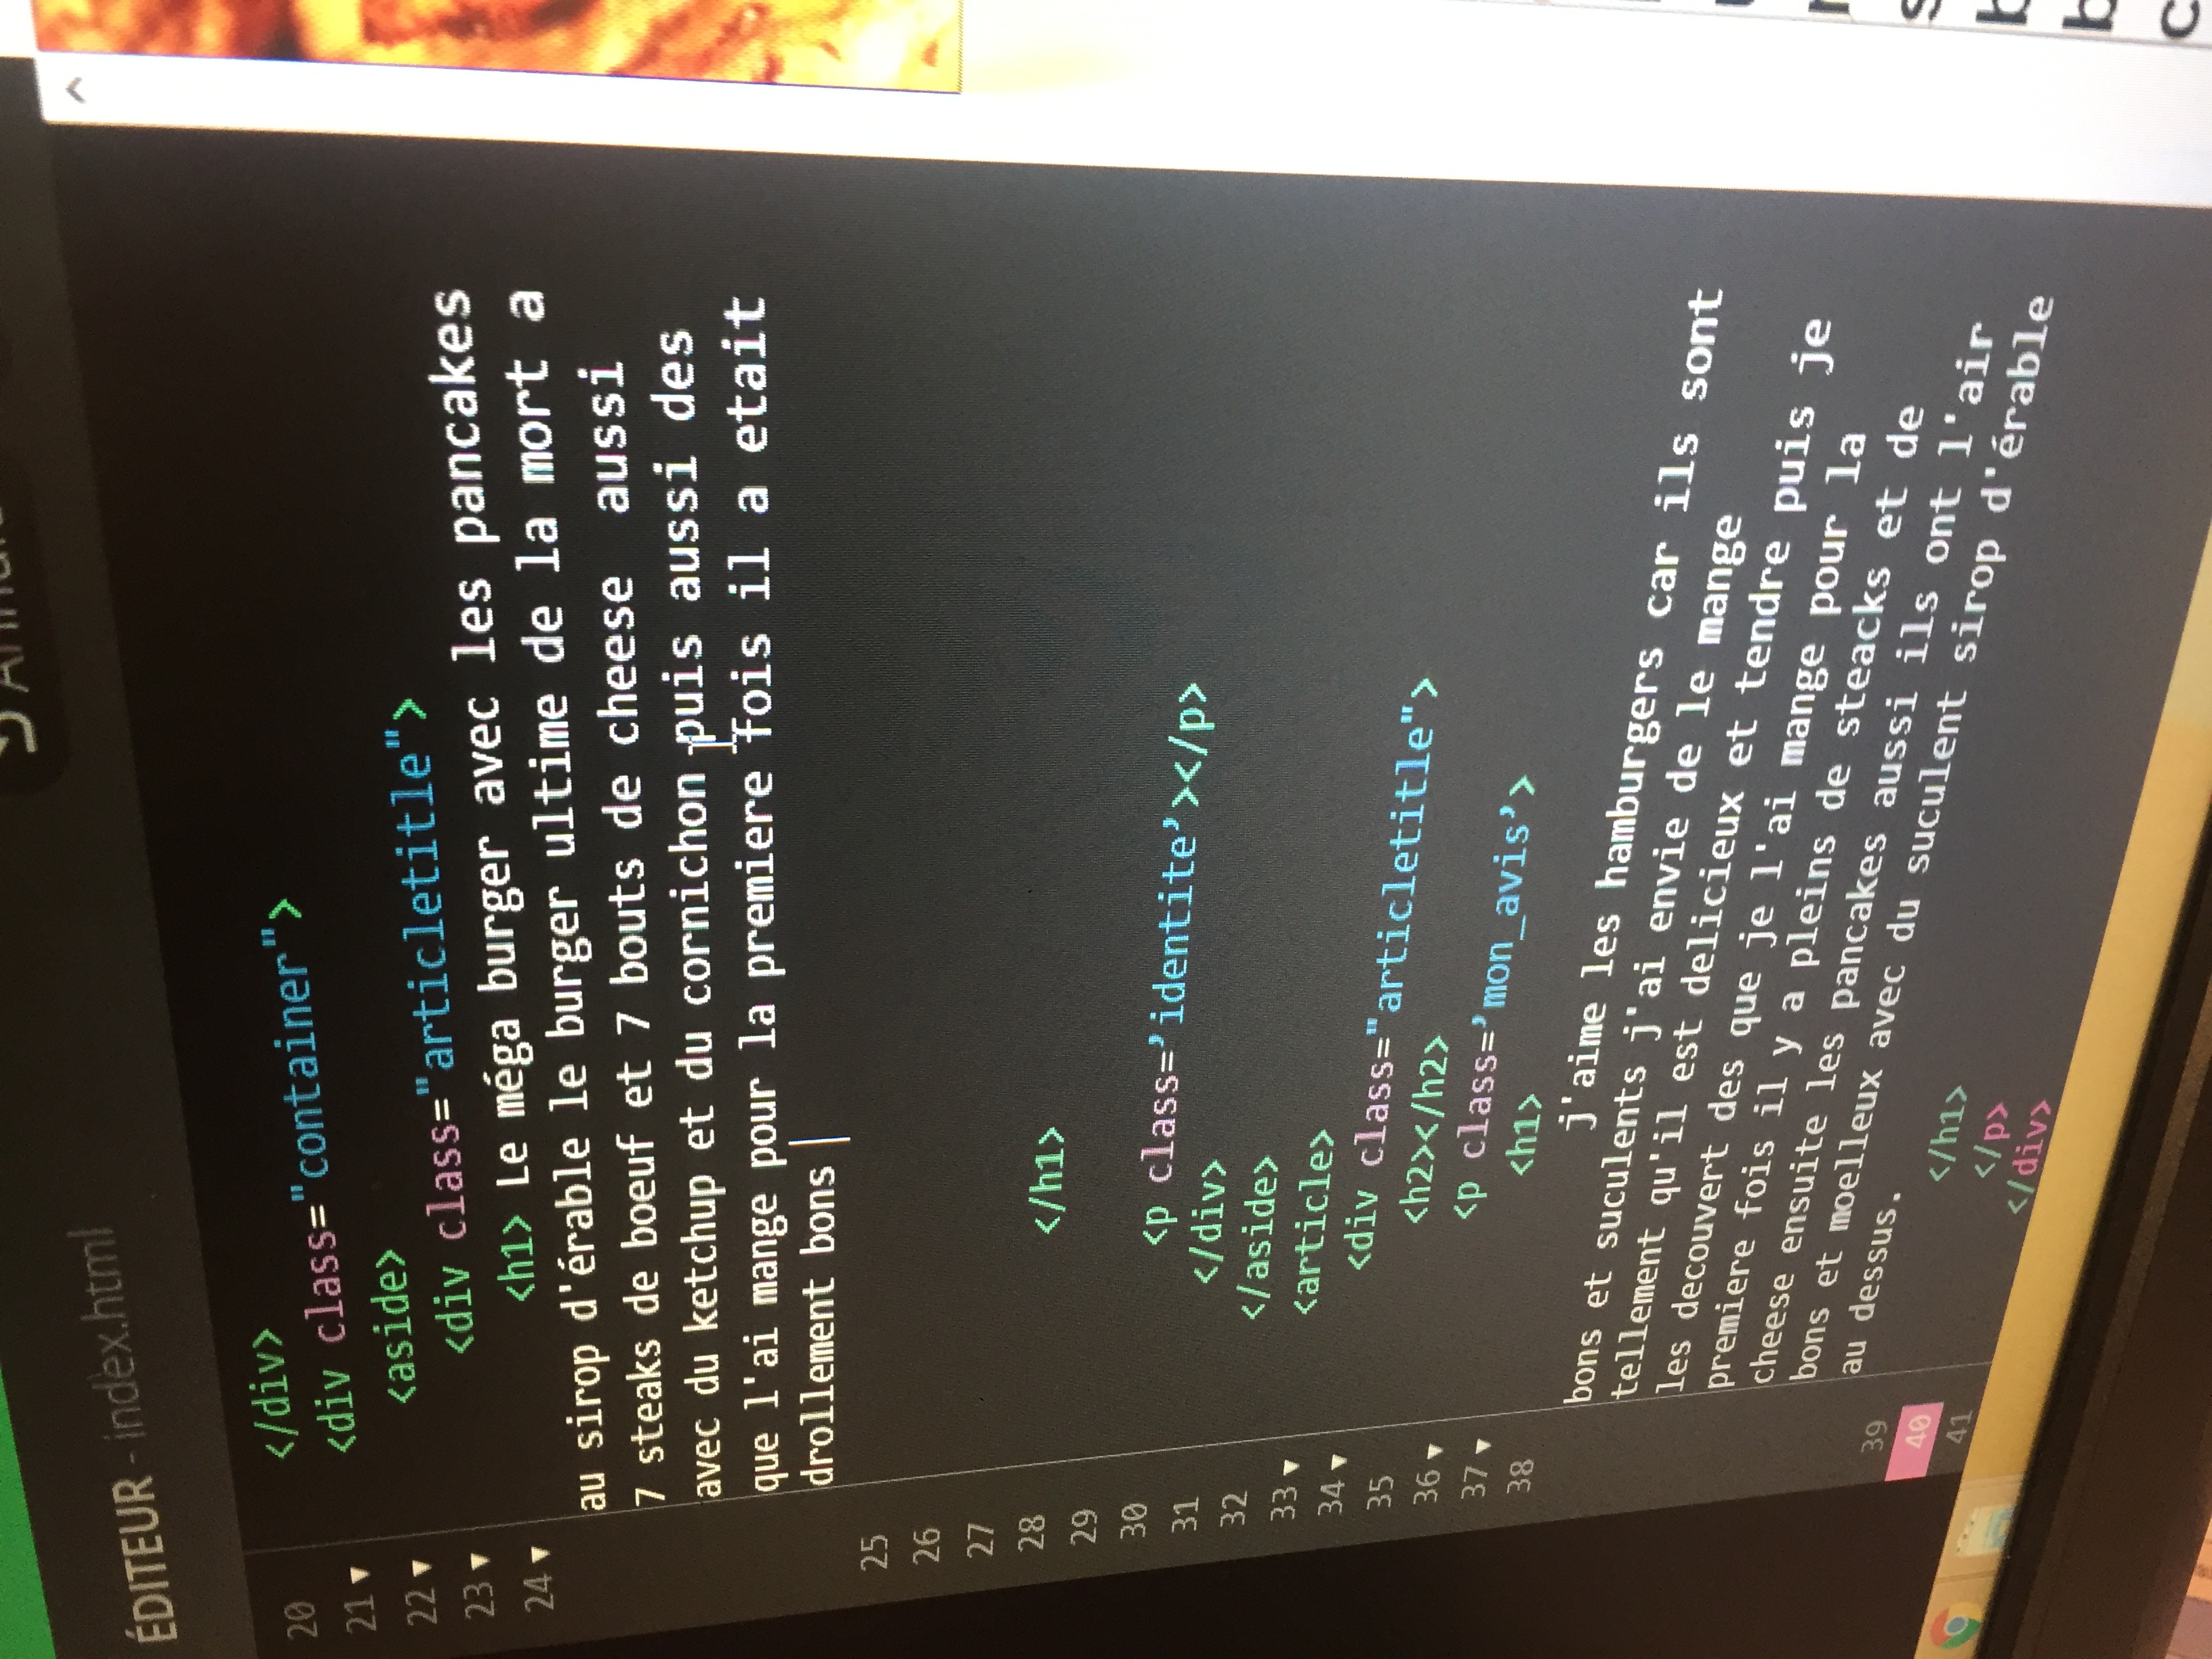 ÉDITEUR - index.html
20 </div>
21 <div class="container">
22 <aside>
23 <div class="articletitle">
24 <h1> Le méga burger avec les pancakes
au sirop d'érable le burger ultime de la mort a
7 steaks de boeuf et 7 bouts de cheese  aussi
avec du ketchup et du cornichon puis aussi des
que l'ai mange pour la premiere fois il a etait
drollement bons
25
26
27
28 </h1>
29
30 <p class='identite'></p>
31 </div>
32 </aside>
33 <article>
34 <div class="articletitle">
35 <h2></h2>
36 <p class='mon_avis'>
37 <h1>
38 j'aime les hamburgers car ils sont
bons et suculents j'ai envie de le mange
tellement qu'il est delicieux et tendre puis je
les decouvert des que je l'ai mange pour la
premiere fois il y a pleins de steacks et de
cheese ensuite les pancakes aussi ils ont l'air
bons et moelleux avec du suculent sirop d'érable
au dessus.
39 </h1>
40 </p>
41 </div>